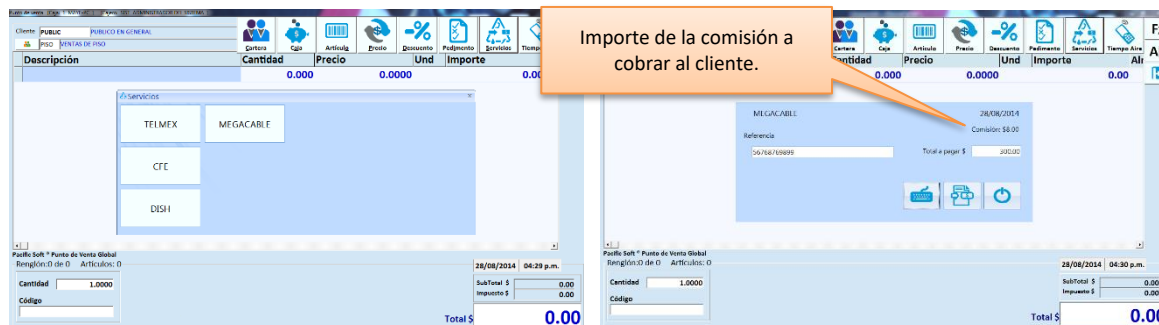 Cliente PUBLIC PUBLICO EN GENERAL
PISO VENTAS DE PISO
Cartera Caja Artículo Precio Descuento Pedimento Servicios Tiempo
Descripción Cantidad Precio Und Importe
0.000 0.0000 0.00
Servicios
TELMEX MEGACABLE
CFE
DISH
Pacific Soft ® Punto de Venta Global
Renglón:0 de 0 Artículos: 0
28/08/2014 04:29 p.m.
Cantidad 1.0000
SubTotal $ 0.00
Impuesto $ 0.00
Código
Total $ 0.00
Importe de la comisión a
cobrar al cliente.
Cartera Caja Artículo Precio Descuento Pedimento Servicios Tiempo Aire
Cantidad Precio Und Importe Alr
0.000 0.0000 0.00
MEGACABLE 28/08/2014
Comisión: $8.00
Referencia
56768769899 Total a pagar $ 300.00
Pacific Soft ® Punto de Venta Global
Renglón:0 de 0 Artículos: 0
28/08/2014 04:30 p.m.
Cantidad 1.0000
SubTotal $ 0.00
Impuesto $ 0.00
Código
Total $ 0.00